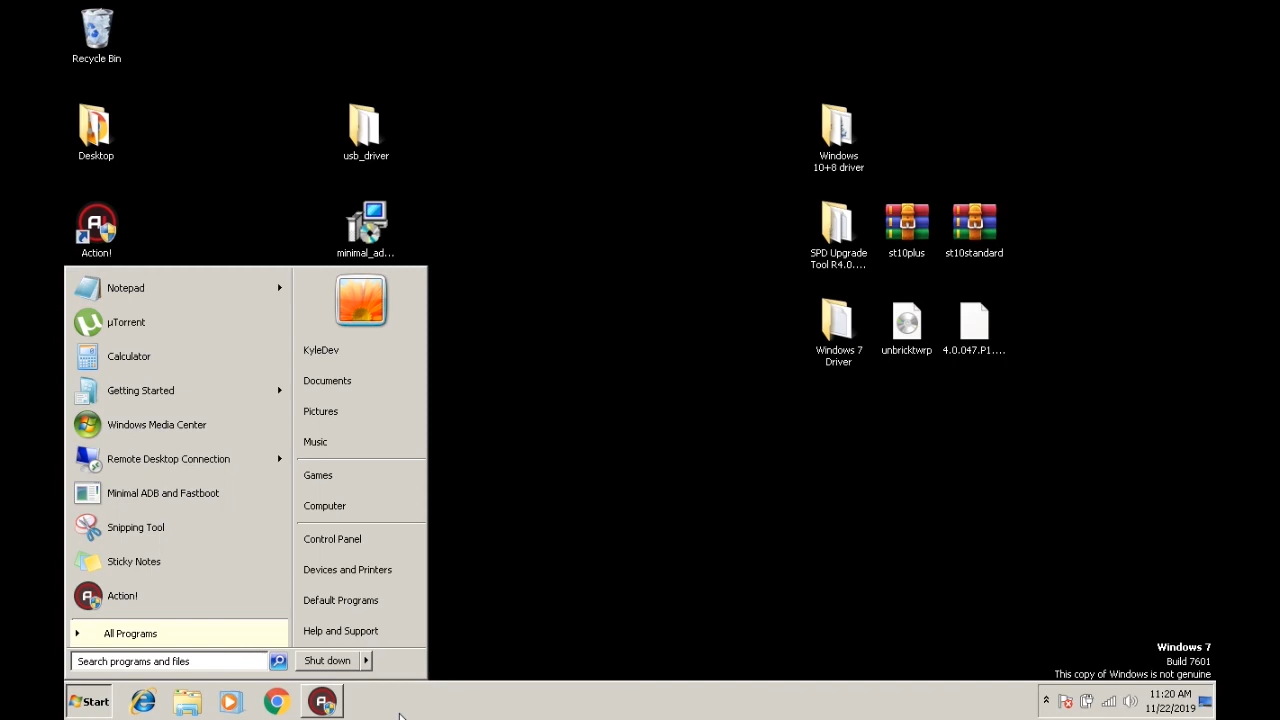 Recycle Bin
Desktop
usb_driver
Windows
10+8 driver
Action!
minimal_ad...
SPD Upgrade
Tool R4.0....
st10plus
st10standard
Windows 7
Driver
unbricktwrp
4.0.047.P1....
Notepad
µTorrent
Calculator
Getting Started
Windows Media Center
Remote Desktop Connection
Minimal ADB and Fastboot
Snipping Tool
Sticky Notes
Action!
All Programs
Search programs and files
KyleDev
Documents
Pictures
Music
Games
Computer
Control Panel
Devices and Printers
Default Programs
Help and Support
Shut down
Windows 7
Build 7601
This copy of Windows is not genuine
Start
11:20 AM
11/22/2019